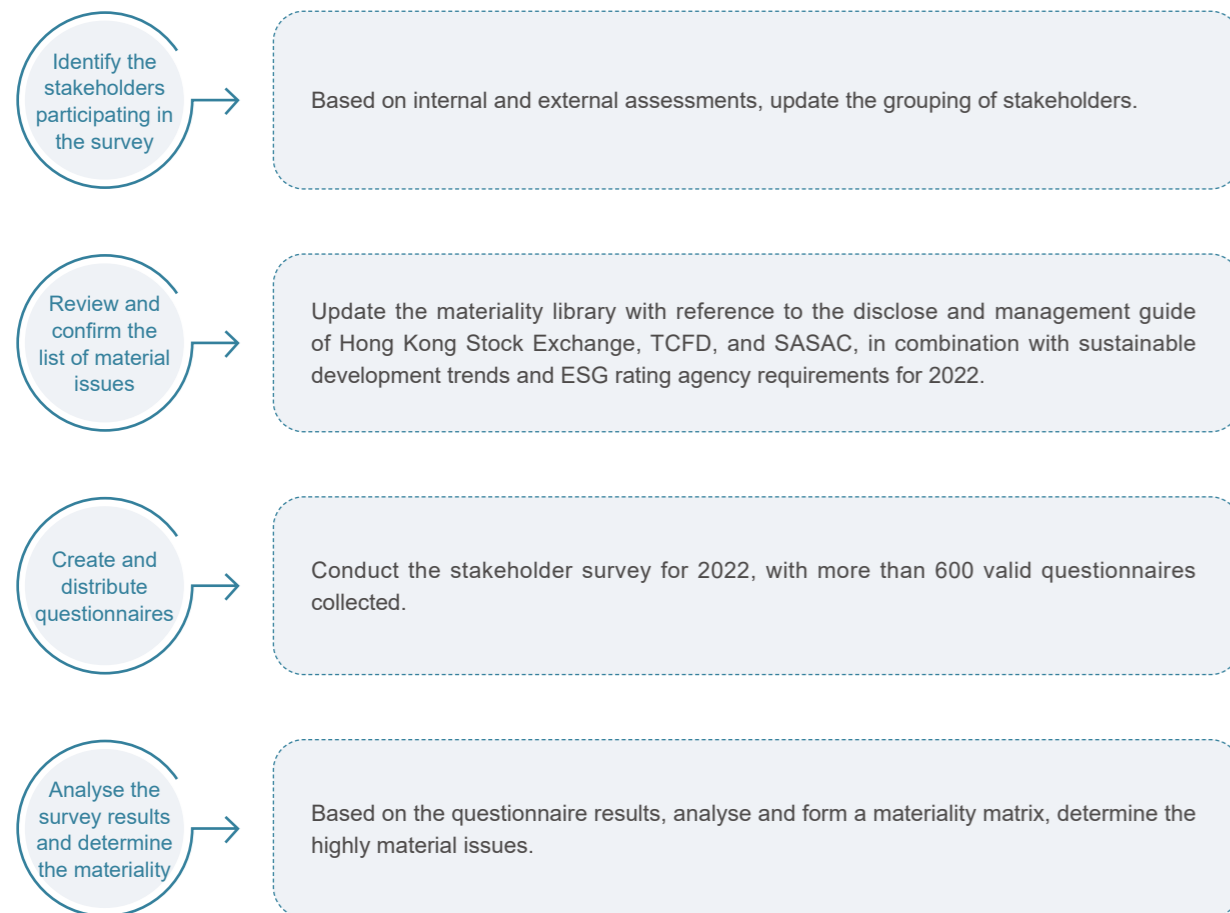 Identify the
stakeholders
participating in
the survey
Based on internal and external assessments, update the grouping of stakeholders.
Review and
confirm the
list of material
issues
Update the materiality library with reference to the disclose and management guide
of Hong Kong Stock Exchange, TCFD, and SASAC, in combination with sustainable
development trends and ESG rating agency requirements for 2022.
Create and
distribute
questionnaires
Conduct the stakeholder survey for 2022, with more than 600 valid questionnaires
collected.
Analyse the
survey results
and determine
the materiality
Based on the questionnaire results, analyse and form a materiality matrix, determine the
highly material issues.